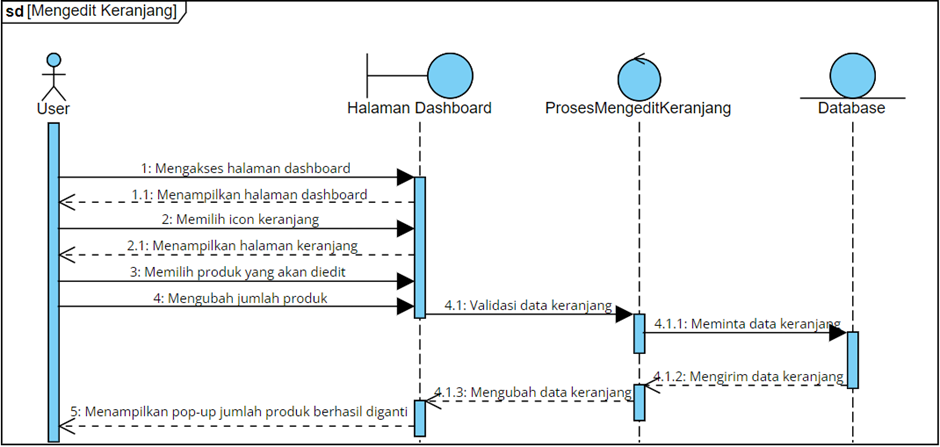 sd [Mengedit Keranjang]
User
Halaman Dashboard
ProsesMengeditKeranjang
Database
1: Mengakses halaman dashboard
1.1: Menampilkan halaman dashboard
2: Memilih icon keranjang
2.1: Menampilkan halaman keranjang
3: Memilih produk yang akan diedit
4: Mengubah jumlah produk
4.1: Validasi data keranjang
4.1.1: Meminta data keranjang
4.1.2: Mengirim data keranjang
4.1.3: Mengubah data keranjang
5: Menampilkan pop-up jumlah produk berhasil diganti